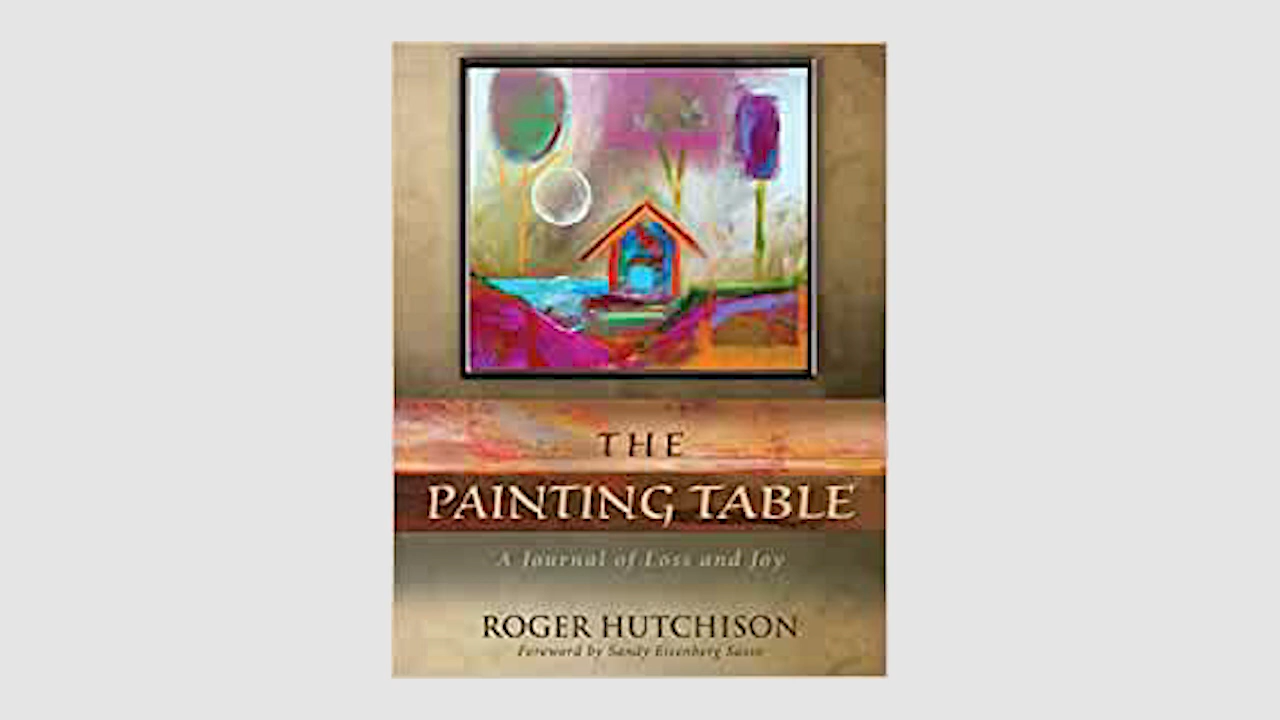 THE
PAINTING TABLE
A Journal of Loss and Joy
ROGER HUTCHISON
Foreword by Sandy Eisenberg Sasso